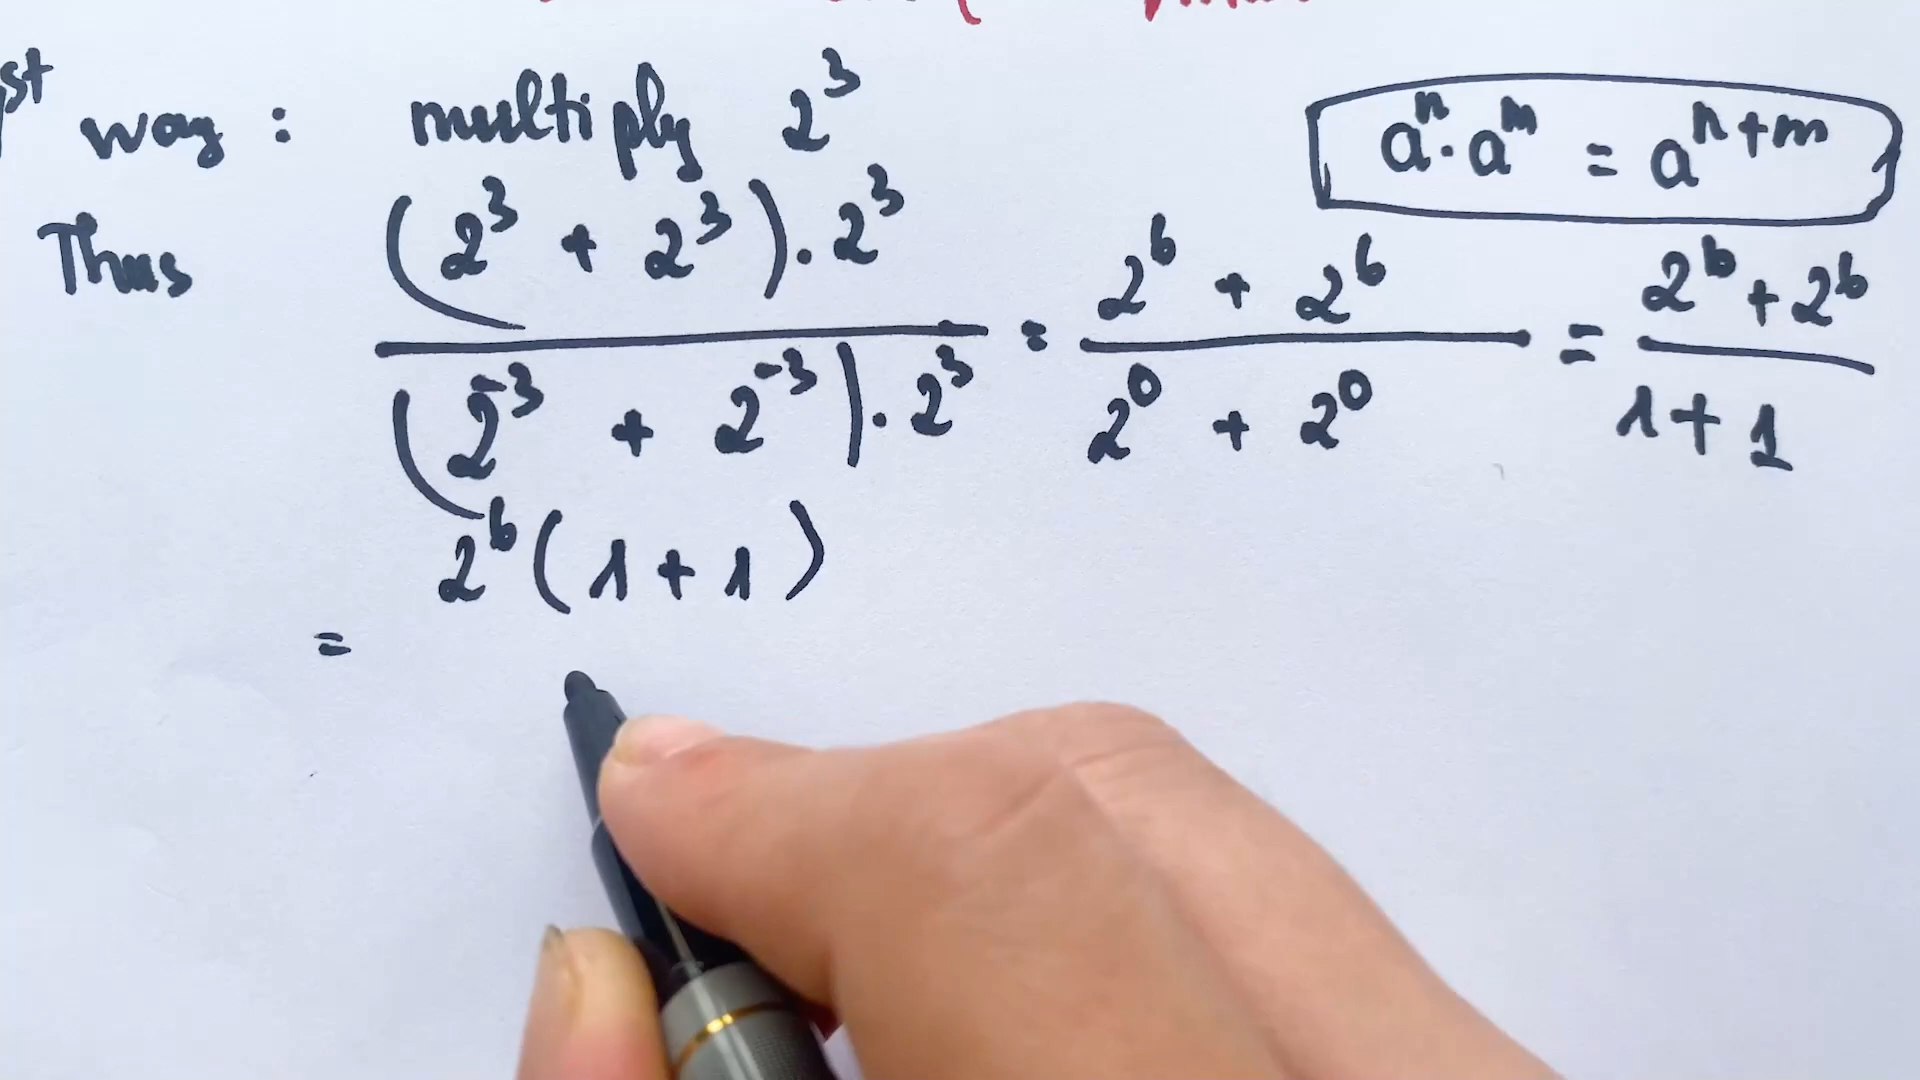 st way : multiply 2^3
a^n · a^m = a^{n+m}
Thus (2^3 + 2^3) · 2^3 / (2^{-3} + 2^{-3}) · 2^3 = 2^6 + 2^6 / 2^0 + 2^0 = 2^6 + 2^6 / 1 + 1
= 2^6 (1 + 1)